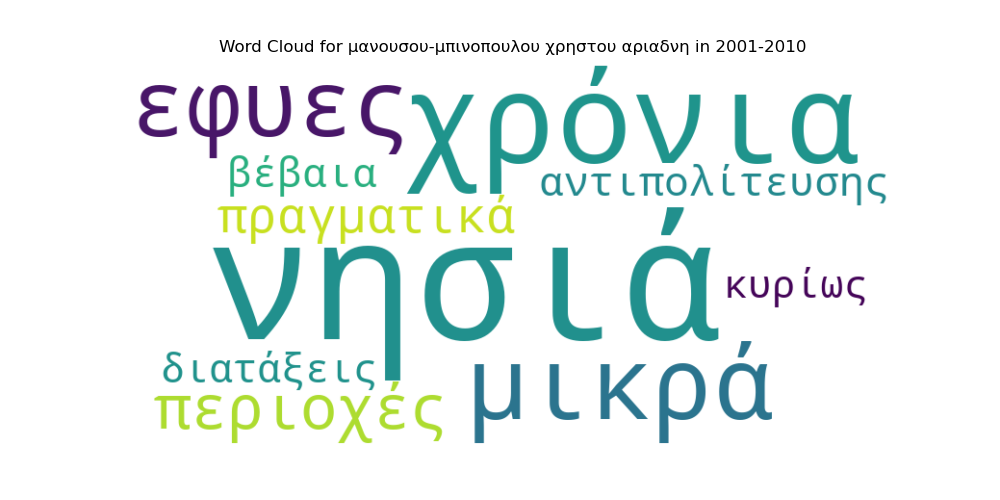 Word Cloud for μανουσου-μπινοπουλου χρηστου αριαδνη in 2001-2010
εφυες χρόνια
βέβαια αντιπολίτευσης
πραγματικά
νησιά κυρίως
διατάξεις μικρά
περιοχές